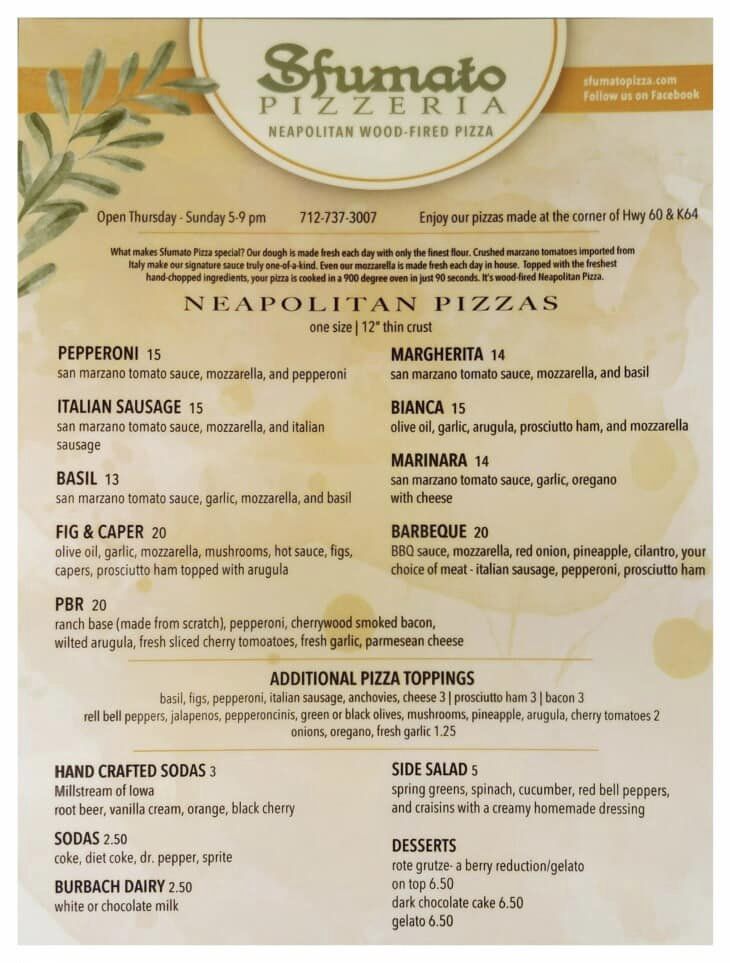 Sfumato
PIZZERIA
NEAPOLITAN WOOD-FIRED PIZZA
sfumatopizza.com
Follow us on Facebook
Open Thursday - Sunday 5-9 pm 712-737-3007 Enjoy our pizzas made at the corner of Hwy 60 & K64
What makes Sfumato Pizza special? Our dough is made fresh each day with only the finest flour. Crushed marzano tomatoes imported from
Italy make our signature sauce truly one-of-a-kind. Even our mozzarella is made fresh each day in house. Topped with the freshest
hand-chopped ingredients, your pizza is cooked in a 900 degree oven in just 90 seconds. It's wood-fired Neapolitan Pizza.
NEAPOLITAN PIZZAS
one size | 12" thin crust
PEPPERONI 15
san marzano tomato sauce, mozzarella, and pepperoni
ITALIAN SAUSAGE 15
san marzano tomato sauce, mozzarella, and italian
sausage
BASIL 13
san marzano tomato sauce, garlic, mozzarella, and basil
FIG & CAPER 20
olive oil, garlic, mozzarella, mushrooms, hot sauce, figs,
capers, prosciutto ham topped with arugula
PBR 20
ranch base (made from scratch), pepperoni, cherrywood smoked bacon,
wilted arugula, fresh sliced cherry tomoatoes, fresh garlic, parmesean cheese
MARGHERITA 14
san marzano tomato sauce, mozzarella, and basil
BIANCA 15
olive oil, garlic, arugula, prosciutto ham, and mozzarella
MARINARA 14
san marzano tomato sauce, garlic, oregano
with cheese
BARBEQUE 20
BBQ sauce, mozzarella, red onion, pineapple, cilantro, your
choice of meat - italian sausage, pepperoni, prosciutto ham
ADDITIONAL PIZZA TOPPINGS
basil, figs, pepperoni, italian sausage, anchovies, cheese 3 | prosciutto ham 3 | bacon 3
rell bell peppers, jalapenos, pepperoncinis, green or black olives, mushrooms, pineapple, arugula, cherry tomatoes 2
onions, oregano, fresh garlic 1.25
HAND CRAFTED SODAS 3
Millstream of Iowa
root beer, vanilla cream, orange, black cherry
SODAS 2.50
coke, diet coke, dr. pepper, sprite
BURBACH DAIRY 2.50
white or chocolate milk
SIDE SALAD 5
spring greens, spinach, cucumber, red bell peppers,
and craisins with a creamy homemade dressing
DESSERTS
rote grutze- a berry reduction/gelato
on top 6.50
dark chocolate cake 6.50
gelato 6.50